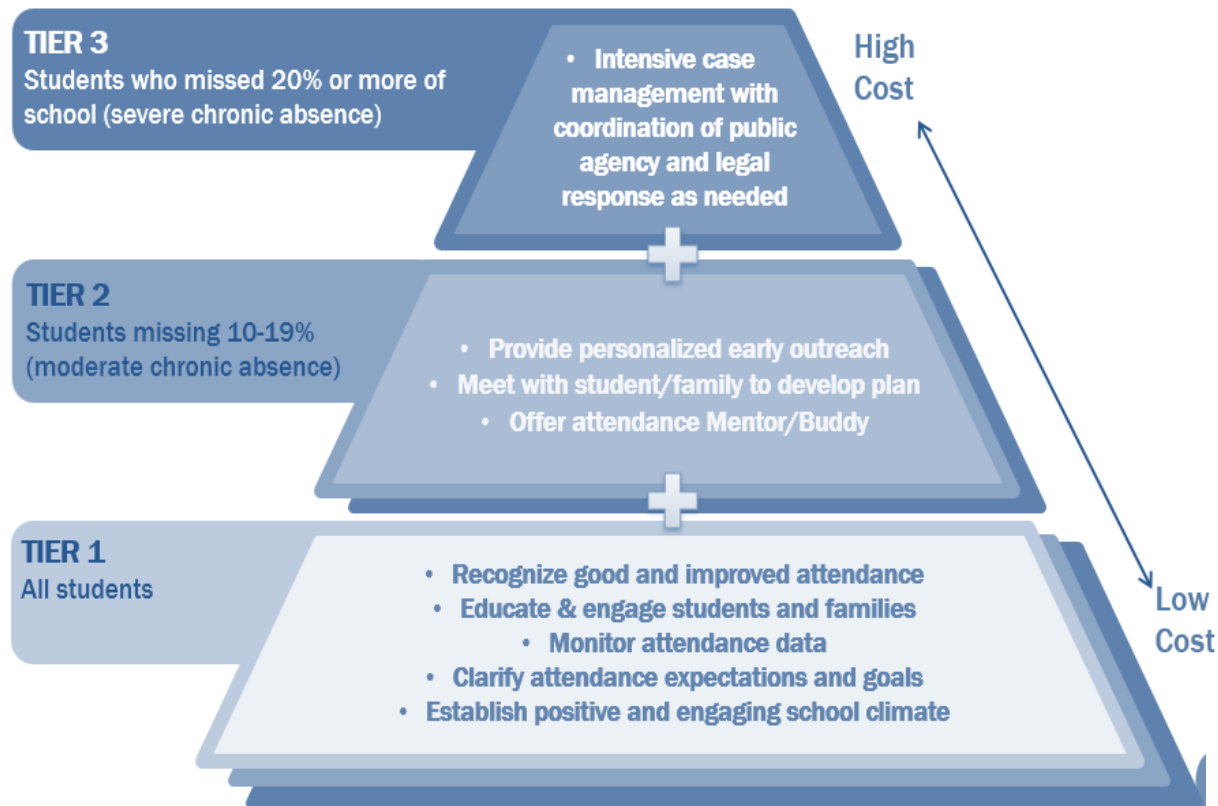 TIER 3
Students who missed 20% or more of
school (severe chronic absence)
• Intensive case
management with
coordination of public
agency and legal
response as needed
High
Cost
TIER 2
Students missing 10-19%
(moderate chronic absence)
• Provide personalized early outreach
• Meet with student/family to develop plan
• Offer attendance Mentor/Buddy
TIER 1
All students
• Recognize good and improved attendance
• Educate & engage students and families
• Monitor attendance data
• Clarify attendance expectations and goals
• Establish positive and engaging school climate
Low
Cost